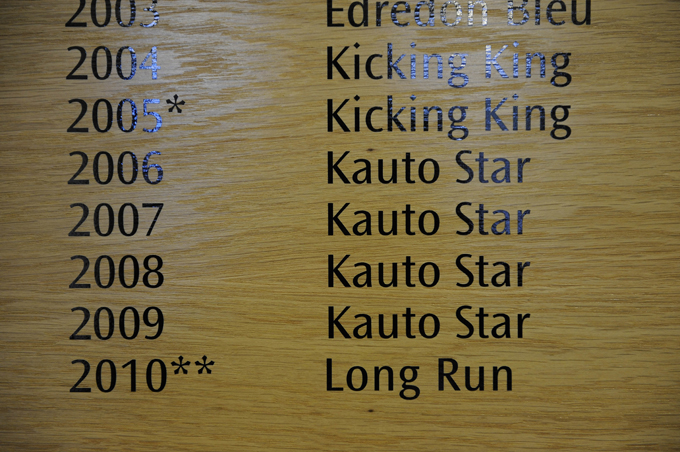 2003 Edredon Bleu
2004 Kicking King
2005* Kicking King
2006 Kauto Star
2007 Kauto Star
2008 Kauto Star
2009 Kauto Star
2010** Long Run